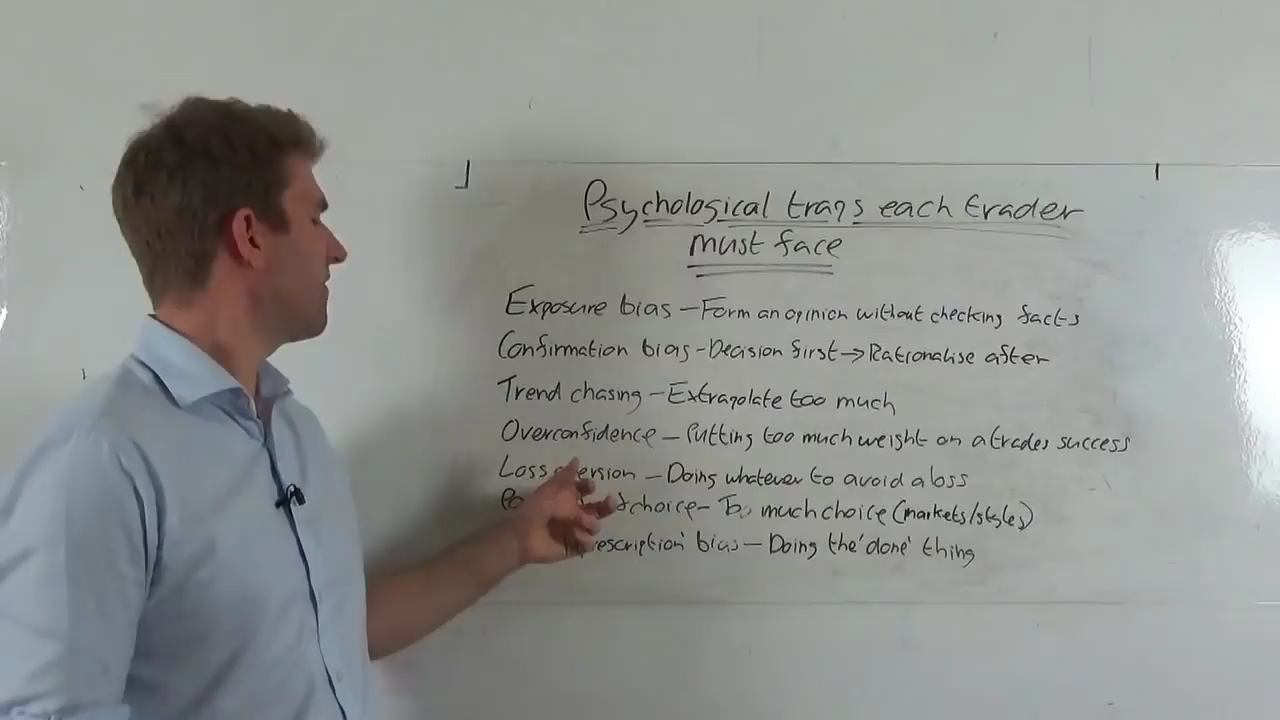 Psychological traps each trader
must face
Exposure bias - Form an opinion without checking facts
Confirmation bias - Decision first → Rationalise after
Trend chasing - Extrapolate too much
Overconfidence - Putting too much weight on a trades success
Loss - Doing whatever to avoid a loss
choice - Too much choice (markets/styles)
bias - Doing the 'done' thing